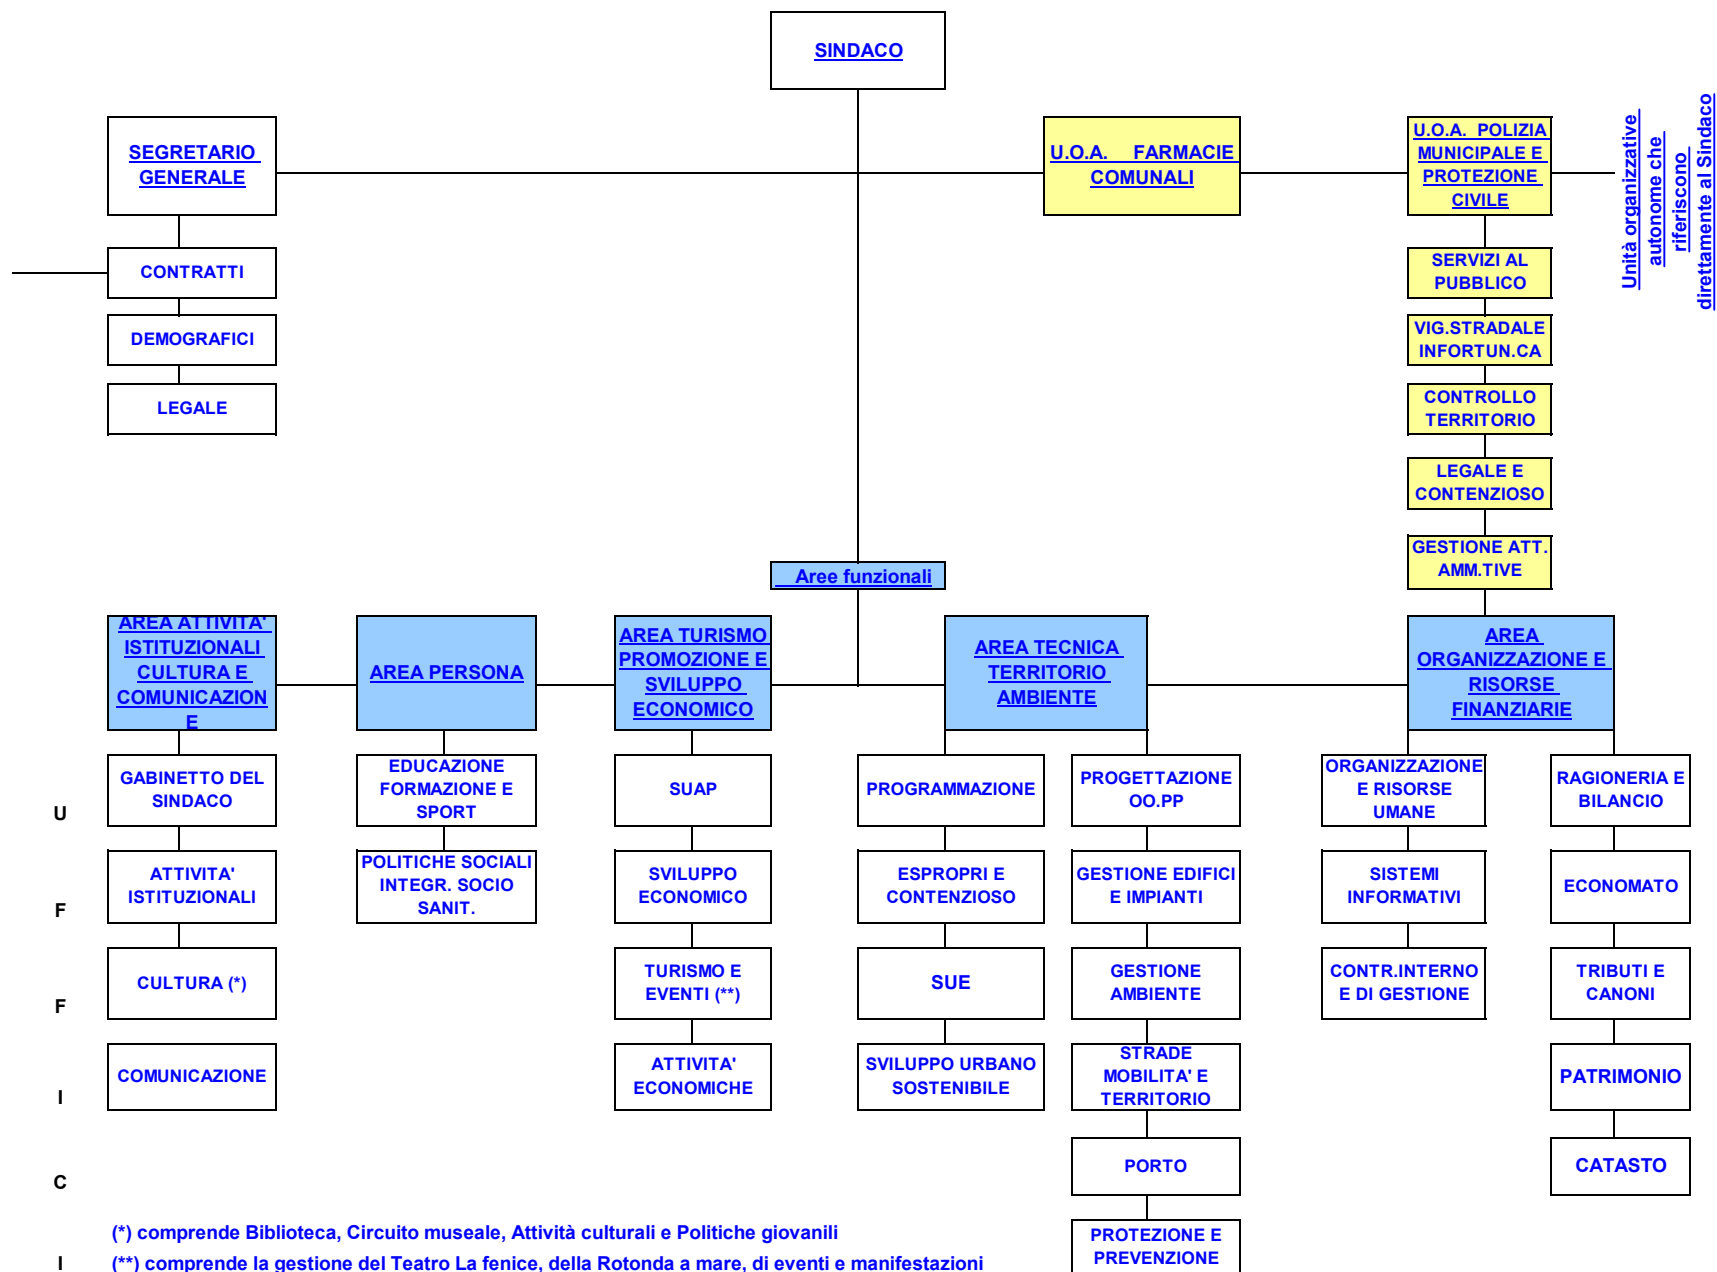 SINDACO
SEGRETARIO
GENERALE
U.O.A. FARMACIE
COMUNALI
U.O.A. POLIZIA
MUNICIPALE E
PROTEZIONE
CIVILE
Unità organizzative
autonome che
riferiscono
direttamente al Sindaco
CONTRATTI
DEMOGRAFICI
LEGALE
SERVIZI AL
PUBBLICO
VIG.STRADALE
INFORTUN.CA
CONTROLLO
TERRITORIO
LEGALE E
CONTENZIOSO
GESTIONE ATT.
AMM.TIVE
Aree funzionali
AREA ATTIVITA'
ISTITUZIONALI
CULTURA E
COMUNICAZION
E
AREA PERSONA
AREA TURISMO
PROMOZIONE E
SVILUPPO
ECONOMICO
AREA TECNICA
TERRITORIO
AMBIENTE
AREA
ORGANIZZAZIONE E
RISORSE
FINANZIARIE
U
F
F
I
C
I
GABINETTO DEL
SINDACO
ATTIVITA'
ISTITUZIONALI
CULTURA (*)
COMUNICAZIONE
EDUCAZIONE
FORMAZIONE E
SPORT
POLITICHE SOCIALI
INTEGR. SOCIO
SANIT.
SUAP
SVILUPPO
ECONOMICO
TURISMO E
EVENTI (**)
ATTIVITA'
ECONOMICHE
PROGRAMMAZIONE
ESPROPRI E
CONTENZIOSO
SUE
SVILUPPO URBANO
SOSTENIBILE
PROGETTAZIONE
OO.PP
GESTIONE EDIFICI
E IMPIANTI
GESTIONE
AMBIENTE
STRADE
MOBILITA' E
TERRITORIO
PORTO
PROTEZIONE E
PREVENZIONE
ORGANIZZAZIONE
E RISORSE
UMANE
SISTEMI
INFORMATIVI
CONTR.INTERNO
E DI GESTIONE
RAGIONERIA E
BILANCIO
ECONOMATO
TRIBUTI E
CANONI
PATRIMONIO
CATASTO
(*) comprende Biblioteca, Circuito museale, Attività culturali e Politiche giovanili
(**) comprende la gestione del Teatro La fenice, della Rotonda a mare, di eventi e manifestazioni